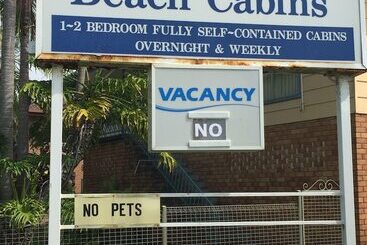 Beach Cabins
1~2 BEDROOM FULLY SELF~CONTAINED CABINS
OVERNIGHT & WEEKLY
VACANCY
NO
NO PETS